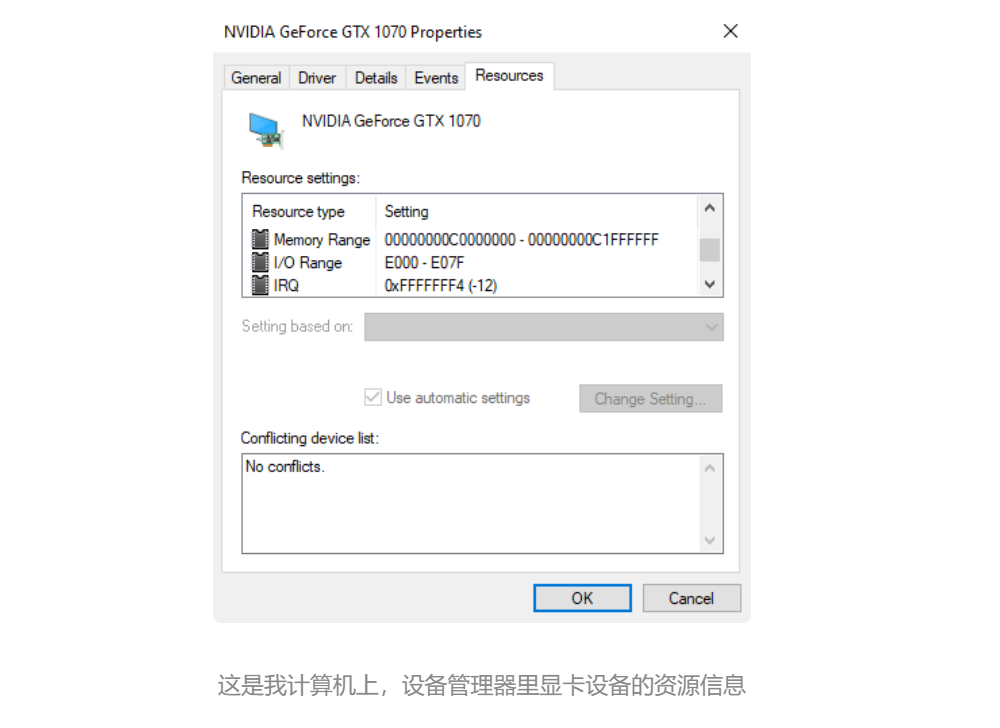 NVIDIA GeForce GTX 1070 Properties
General Driver Details Events Resources
NVIDIA GeForce GTX 1070
Resource settings:
Resource type Setting
Memory Range 00000000C0000000 - 00000000C1FFFFFF
I/O Range E000 - E07F
IRQ 0xFFFFFFF4 (-12)
Setting based on:
Use automatic settings Change Setting...
Conflicting device list:
No conflicts.
OK Cancel
这是我计算机上，设备管理器里显卡设备的资源信息